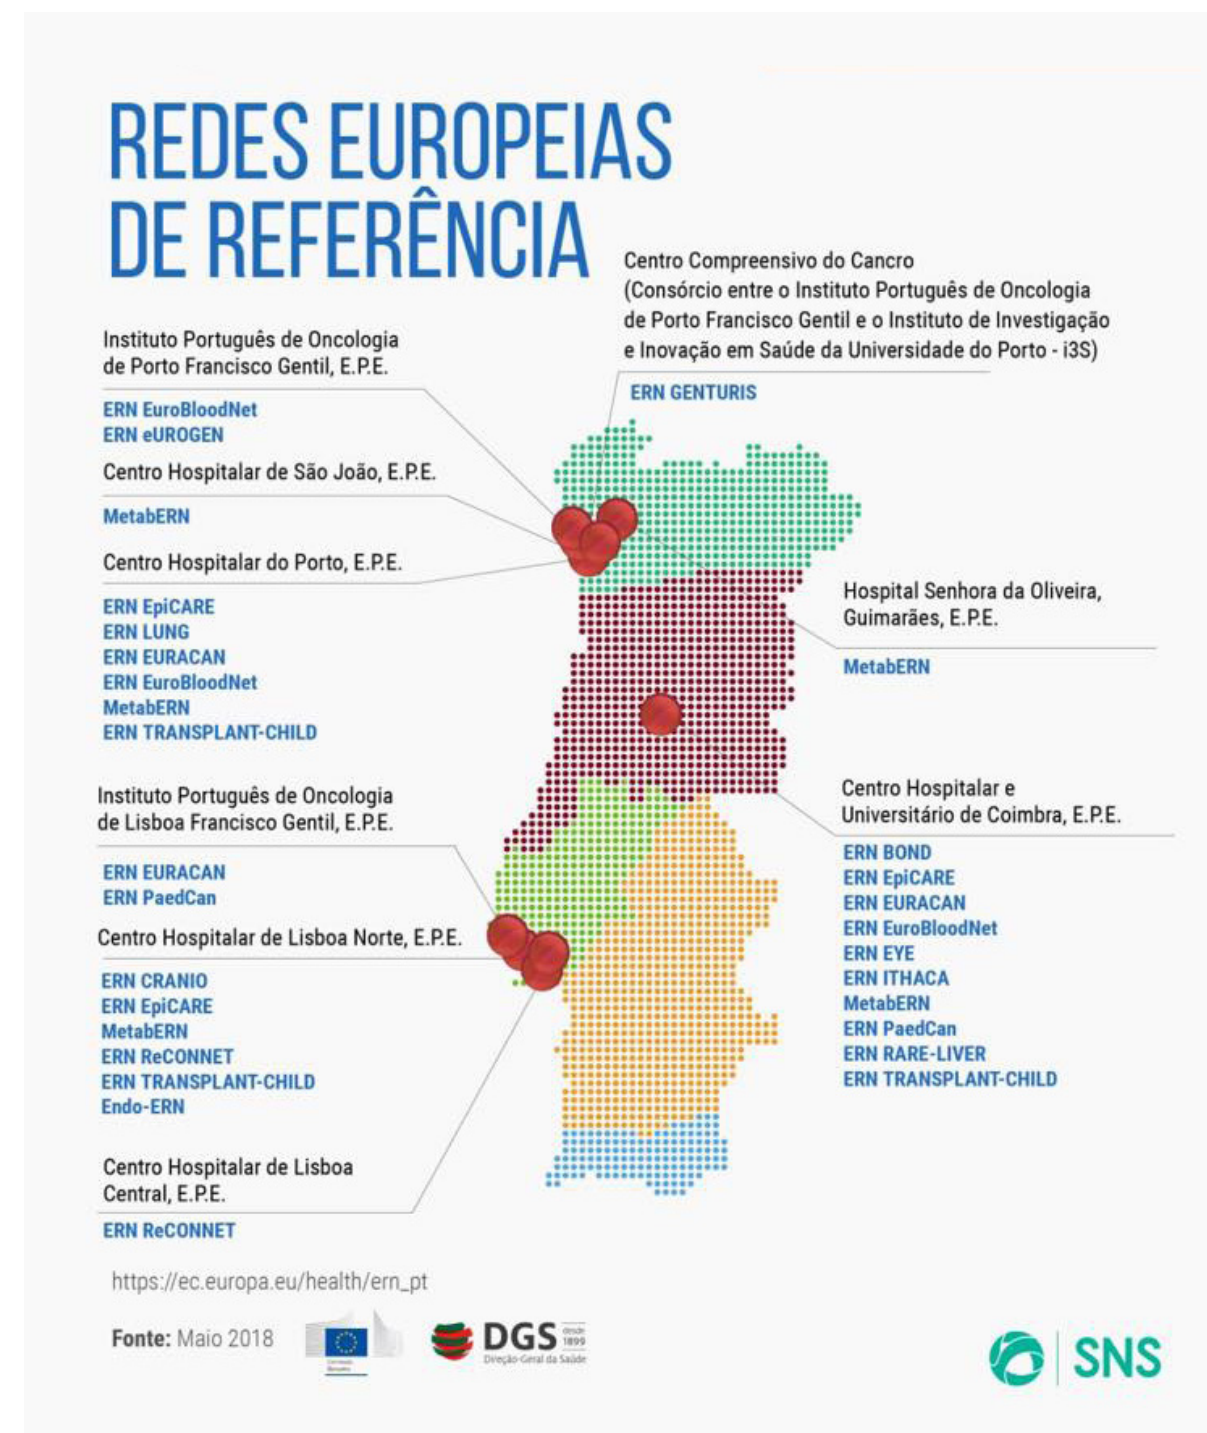 REDES EUROPEIAS
DE REFERÊNCIA
Centro Compreensivo do Cancro
(Consórcio entre o Instituto Português de Oncologia
de Porto Francisco Gentil e o Instituto de Investigação
e Inovação em Saúde da Universidade do Porto - i3S)
ERN GENTURIS
Instituto Português de Oncologia
de Porto Francisco Gentil, E.P.E.
ERN EuroBloodNet
ERN eUROGEN
Centro Hospitalar de São João, E.P.E.
MetabERN
Centro Hospitalar do Porto, E.P.E.
ERN EpiCARE
ERN LUNG
ERN EURACAN
ERN EuroBloodNet
MetabERN
ERN TRANSPLANT-CHILD
Hospital Senhora da Oliveira,
Guimarães, E.P.E.
MetabERN
Instituto Português de Oncologia
de Lisboa Francisco Gentil, E.P.E.
ERN EURACAN
ERN PaedCan
Centro Hospitalar de Lisboa Norte, E.P.E.
ERN CRANIO
ERN EpiCARE
MetabERN
ERN ReCONNET
ERN TRANSPLANT-CHILD
Endo-ERN
Centro Hospitalar e
Universitário de Coimbra, E.P.E.
ERN BOND
ERN EpiCARE
ERN EURACAN
ERN EuroBloodNet
ERN EYE
ERN ITHACA
MetabERN
ERN PaedCan
ERN RARE-LIVER
ERN TRANSPLANT-CHILD
Centro Hospitalar de Lisboa
Central, E.P.E.
ERN ReCONNET
https://ec.europa.eu/health/ern_pt
Fonte: Maio 2018
DGS desde
1899
Direção-Geral da Saúde
SNS